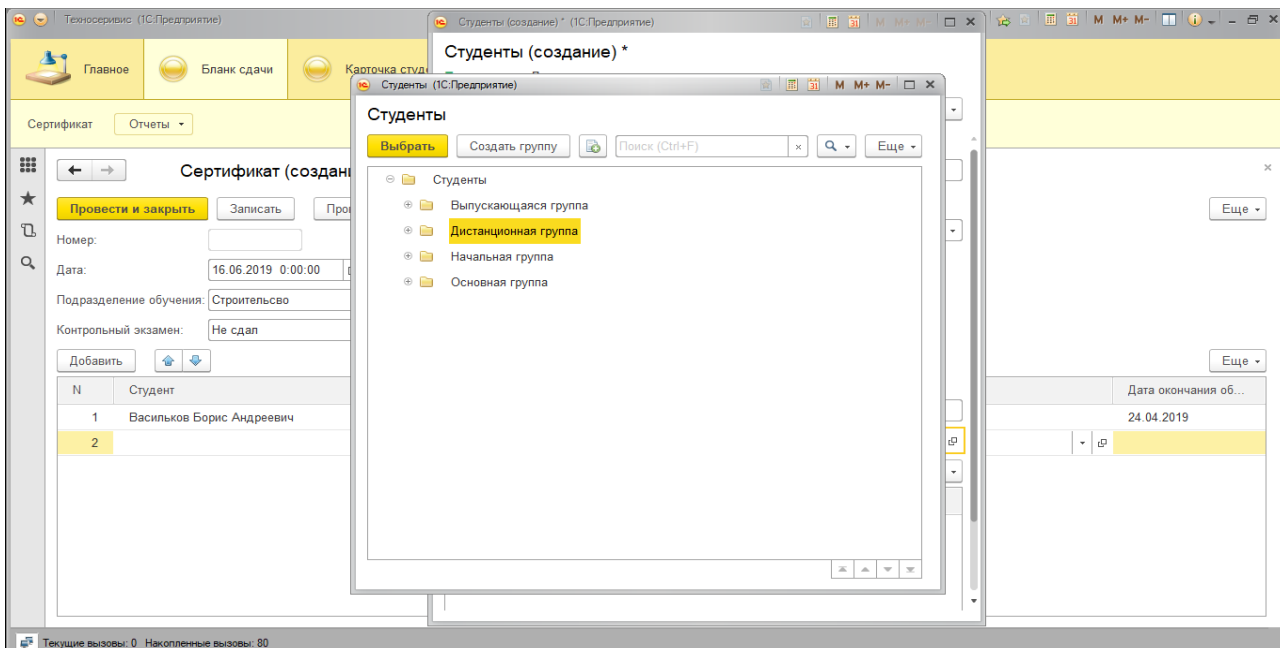 Техносервис (1С:Предприятие)
Студенты (создание) * (1С:Предприятие)
M M+ M-
M M+ M-
Студенты (создание) *
Главное
Бланк сдачи
Карточка студ
Студенты (1С:Предприятие)
M M+ M-
Студенты
Сертификат
Отчеты
Выбрать
Создать группу
Поиск (Ctrl+F)
Еще
Сертификат (создан
Студенты
Выпускающаяся группа
Дистанционная группа
Начальная группа
Основная группа
Провести и закрыть
Записать
Про
Еще
Номер:
Дата:
16.06.2019 0:00:00
Подразделение обучения:
Строительсво
Контрольный экзамен:
Не сдал
Добавить
Еще
N
Студент
Дата окончания об...
1
Васильков Борис Андреевич
24.04.2019
2
Текущие вызовы: 0 Накопленные вызовы: 80